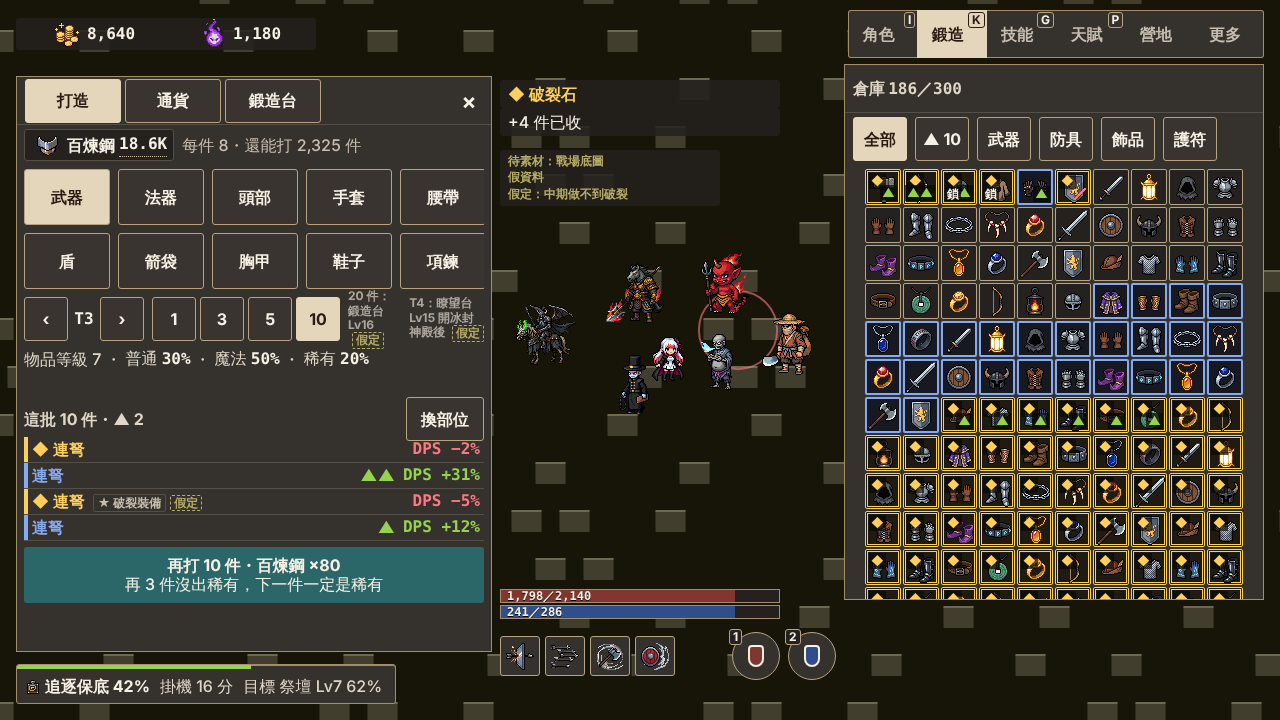 8,640
1,180
角色 I
鍛造 K
技能 G
天賦 P
營地
更多
打造
通貨
鍛造台
×
百煉鋼 18.6K 每件 8·還能打 2,325 件
武器
法器
頭部
手套
腰帶
盾
箭袋
胸甲
鞋子
項鍊
‹ T3 › 1 3 5 10
20 件：
鍛造台
Lv16
假定
T4：瞭望台
Lv15 開冰封
神殿後 假定
物品等級 7 · 普通 30% · 魔法 50% · 稀有 20%
這批 10 件·▲ 2
換部位
◆ 連弩 DPS −2%
連弩 ▲▲ DPS +31%
◆ 連弩 ★ 破裂裝備 假定 DPS −5%
連弩 ▲ DPS +12%
再打 10 件·百煉鋼 ×80
再 3 件沒出稀有，下一件一定是稀有
追逐保底 42% 掛機 16 分 目標 祭壇 Lv7 62%
◆ 破裂石
+4 件已收
待素材：戰場底圖
假資料
假定：中期做不到破裂
1,798／2,140
241／286
1
2
倉庫 186／300
全部
▲ 10
武器
防具
飾品
護符
鎖
鎖